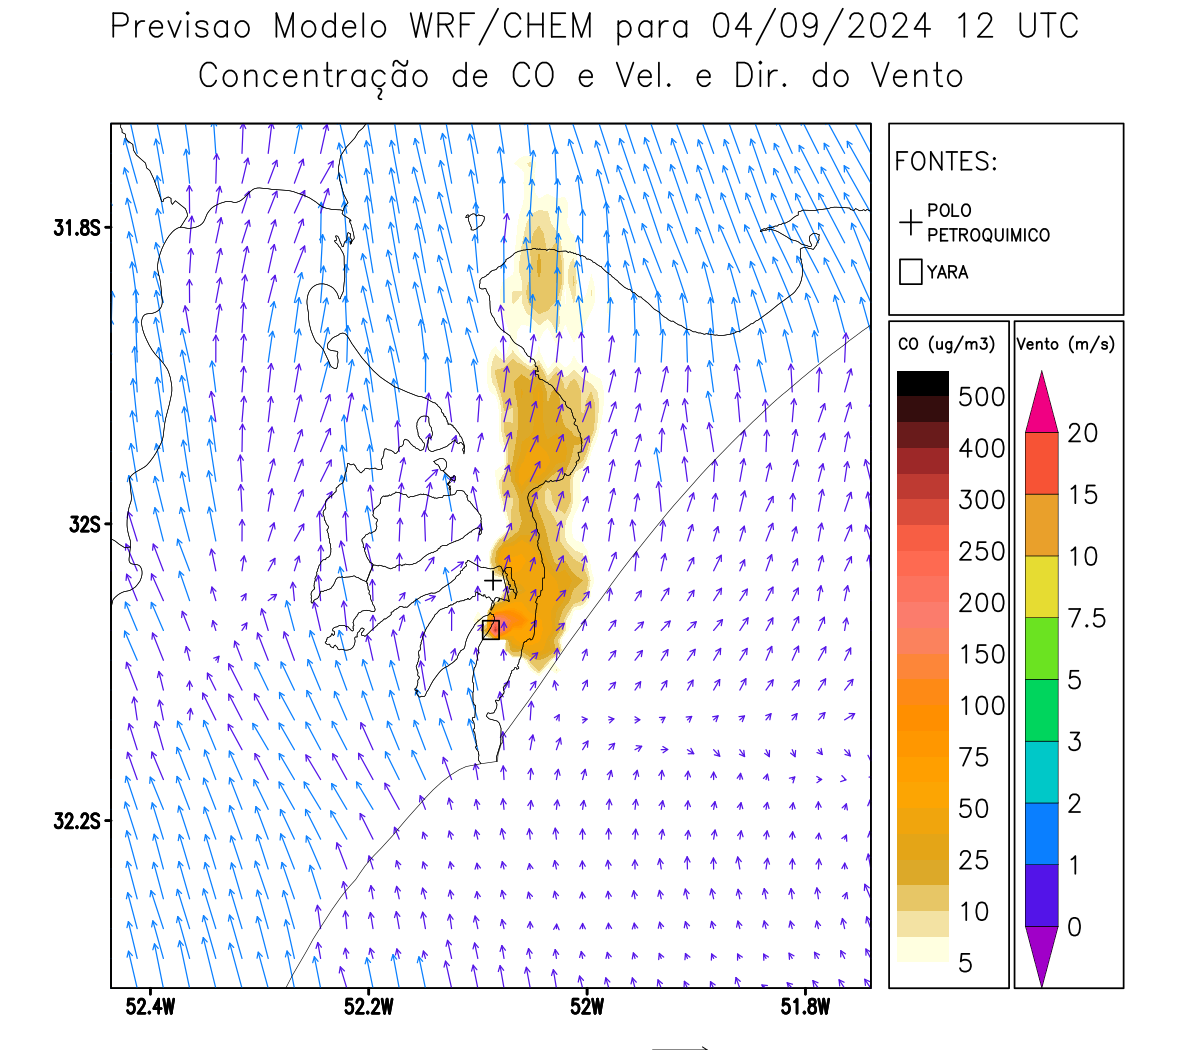 Previsao Modelo WRF/CHEM para 04/09/2024 12 UTC
Concentração de CO e Vel. e Dir. do Vento
31.8S
32S
32.2S
52.4W
52.2W
52W
51.8W
FONTES:
POLO
PETROQUIMICO
YARA
CO (ug/m3)
500
400
300
250
200
150
100
75
50
25
10
5
Vento (m/s)
20
15
10
7.5
5
3
2
1
0